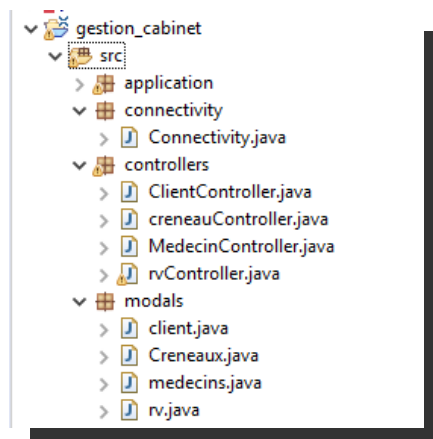 gestion_cabinet
src
application
connectivity
Connectivity.java
controllers
ClientController.java
creneauController.java
MedecinController.java
rvController.java
modals
client.java
Creneaux.java
medecins.java
rv.java